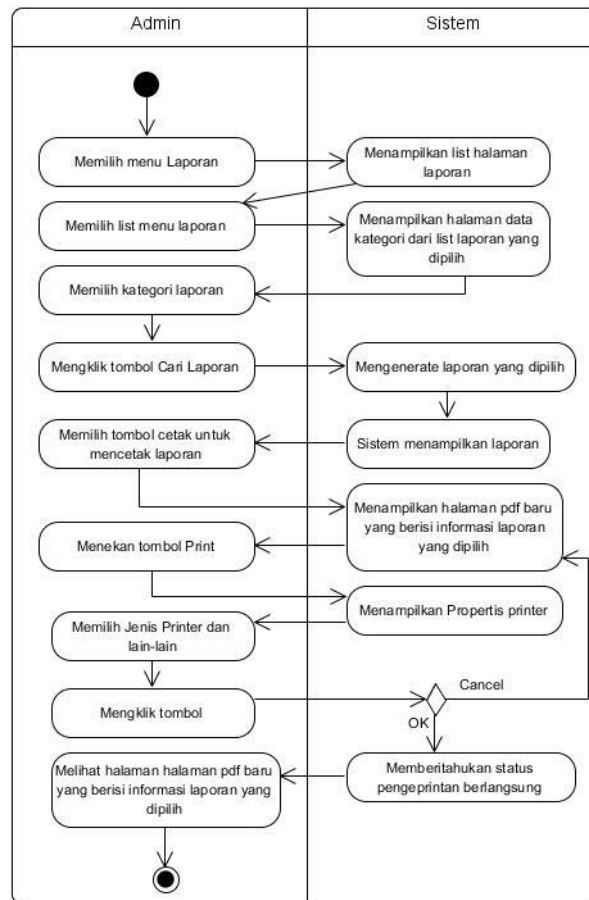 Admin
Sistem
Memilih menu Laporan
Menampilkan list halaman
laporan
Memilih list menu laporan
Menampilkan halaman data
kategori dari list laporan yang
dipilih
Memilih kategori laporan
Mengklik tombol Cari Laporan
Mengenerate laporan yang dipilih
Sistem menampilkan laporan
Memilih tombol cetak untuk
mencetak laporan
Menampilkan halaman pdf baru
yang berisi informasi laporan
yang dipilih
Menekan tombol Print
Menampilkan Propertis printer
Memilih Jenis Printer dan
lain-lain
Mengklik tombol
Cancel
OK
Memberitahukan status
pengeprintan berlangsung
Melihat halaman halaman pdf baru
yang berisi informasi laporan yang
dipilih